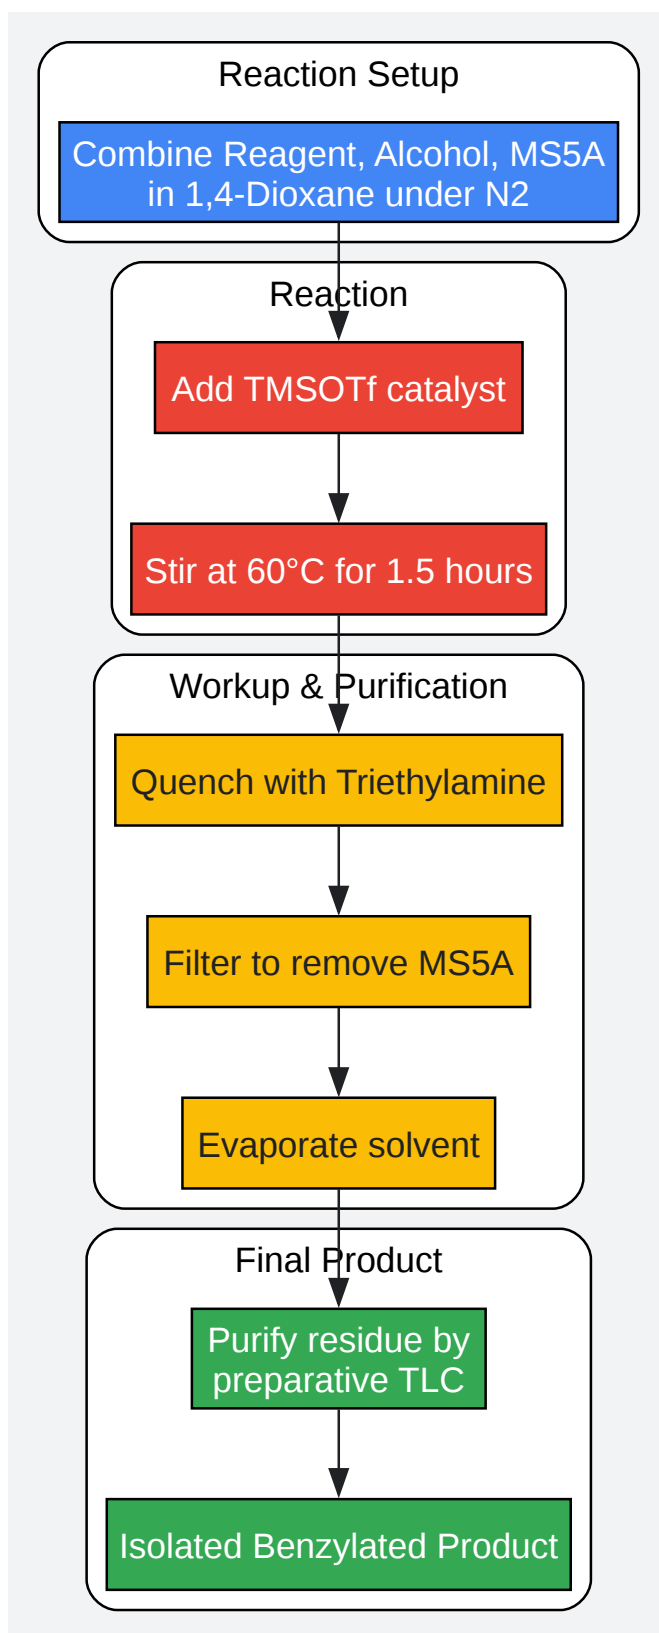 Reaction Setup
Combine Reagent, Alcohol, MS5A
in 1,4-Dioxane under N2
Reaction
Add TMSOTf catalyst
Stir at 60°C for 1.5 hours
Workup & Purification
Quench with Triethylamine
Filter to remove MS5A
Evaporate solvent
Final Product
Purify residue by
preparative TLC
Isolated Benzylated Product